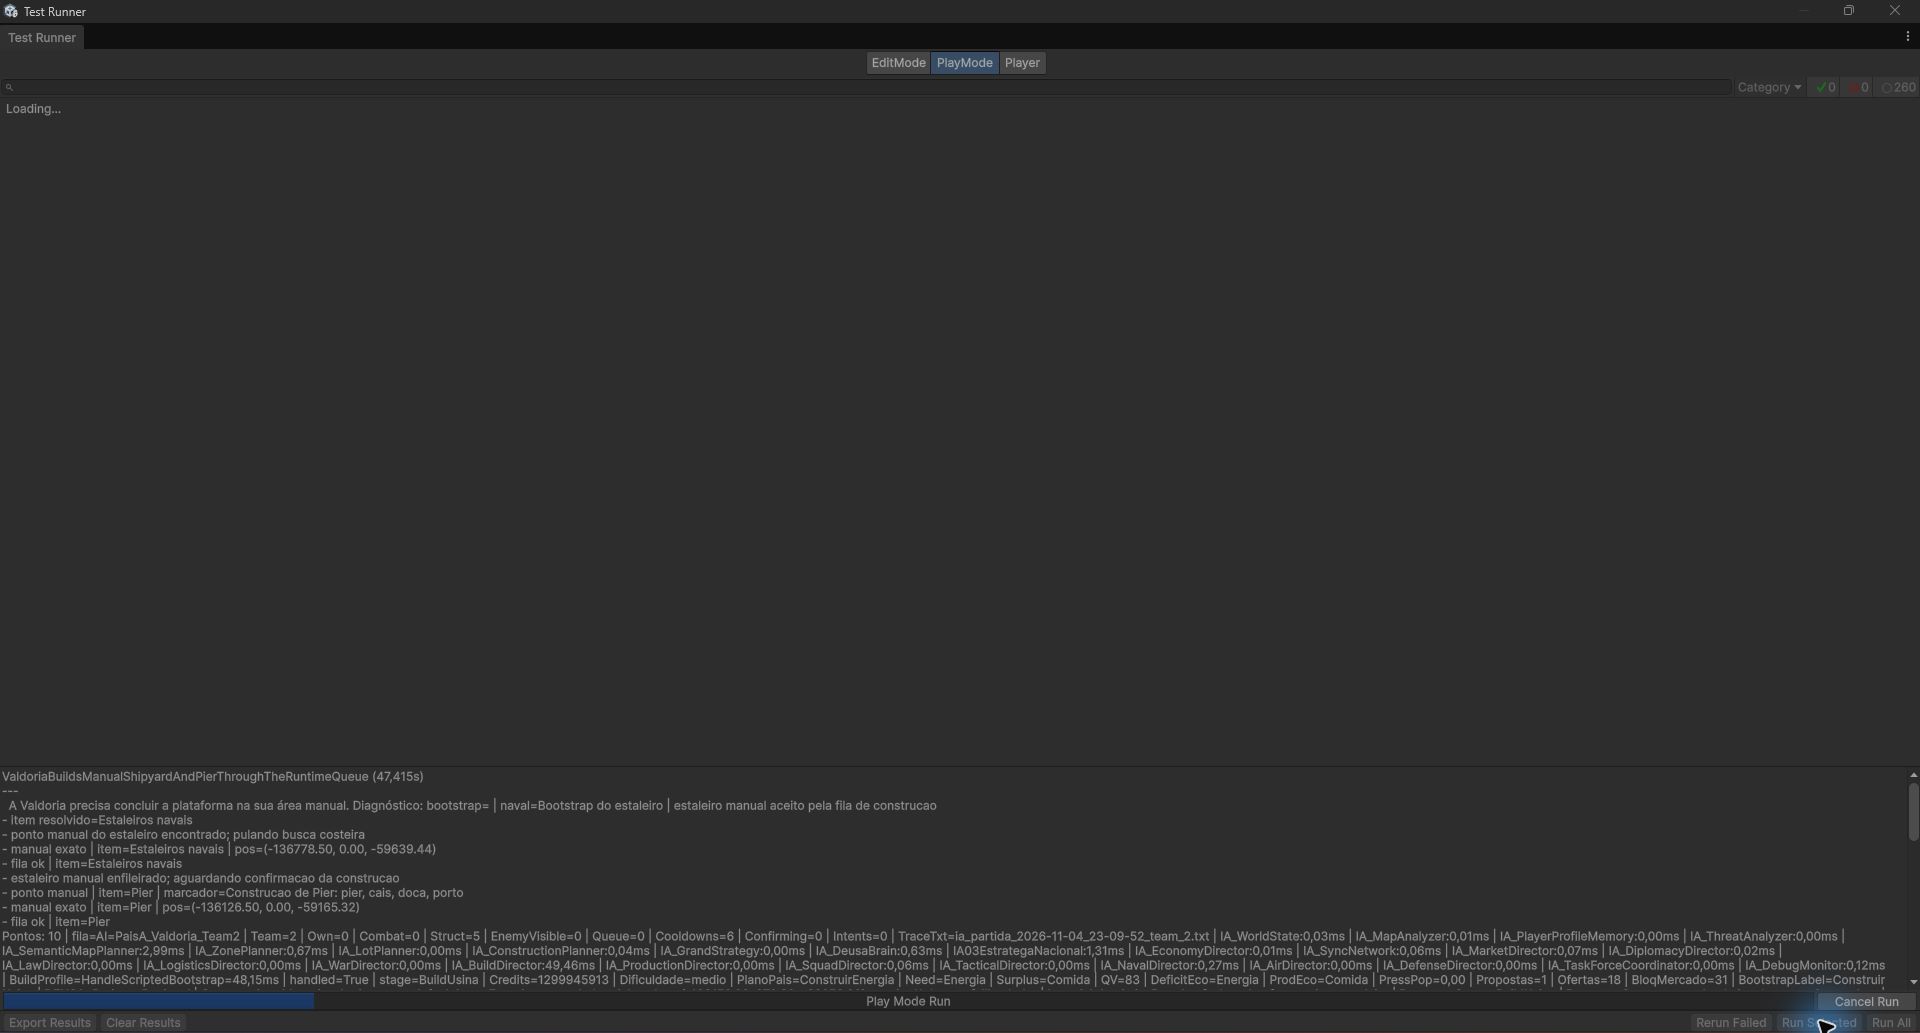 Test Runner
Test Runner
EditMode PlayMode Player
Category 0 0 260
Loading...
ValdoriaBuildsManualShipyardAndPierThroughTheRuntimeQueue (47,415s)
---
A Valdoria precisa concluir a plataforma na sua área manual. Diagnóstico: bootstrap= | naval=Bootstrap do estaleiro | estaleiro manual aceito pela fila de construcao
- item resolvido=Estaleiros navais
- ponto manual do estaleiro encontrado; pulando busca costeira
- manual exato | item=Estaleiros navais | pos=(-136778.50, 0.00, -59639.44)
- fila ok | item=Estaleiros navais
- estaleiro manual enfileirado; aguardando confirmacao da construcao
- ponto manual | item=Pier | marcador=Construcao de Pier: pier, cais, doca, porto
- manual exato | item=Pier | pos=(-136126.50, 0.00, -59165.32)
- fila ok | item=Pier
Pontos: 10 | fila=AI=PaisA_Valdoria_Team2 | Team=2 | Own=0 | Combat=0 | Struct=5 | EnemyVisible=0 | Queue=0 | Cooldowns=6 | Confirming=0 | Intents=0 | TraceTxt=ia_partida_2026-11-04_23-09-52_team_2.txt | IA_WorldState:0,03ms | IA_MapAnalyzer:0,01ms | IA_PlayerProfileMemory:0,00ms | IA_ThreatAnalyzer:0,00ms |
IA_SemanticMapPlanner:2,99ms | IA_ZonePlanner:0,67ms | IA_LotPlanner:0,00ms | IA_ConstructionPlanner:0,04ms | IA_GrandStrategy:0,00ms | IA_DeusaBrain:0,63ms | IA03EstrategaNacional:1,31ms | IA_EconomyDirector:0,01ms | IA_SyncNetwork:0,06ms | IA_MarketDirector:0,07ms | IA_DiplomacyDirector:0,02ms |
IA_LawDirector:0,00ms | IA_LogisticsDirector:0,00ms | IA_WarDirector:0,00ms | IA_BuildDirector:49,46ms | IA_ProductionDirector:0,00ms | IA_SquadDirector:0,06ms | IA_TacticalDirector:0,00ms | IA_NavalDirector:0,27ms | IA_AirDirector:0,00ms | IA_DefenseDirector:0,00ms | IA_TaskForceCoordinator:0,00ms | IA_DebugMonitor:0,12ms
| BuildProfile=HandleScriptedBootstrap=48,15ms | handled=True | stage=BuildUsina | Credits=1299945913 | Dificuldade=medio | PlanoPais=ConstruirEnergia | Need=Energia | Surplus=Comida | QV=83 | DeficitEco=Energia | ProdEco=Comida | PressPop=0,00 | Propostas=1 | Ofertas=18 | BloqMercado=31 | BootstrapLabel=Construir
Play Mode Run
Cancel Run
Export Results Clear Results Rerun Failed Run Selected Run All